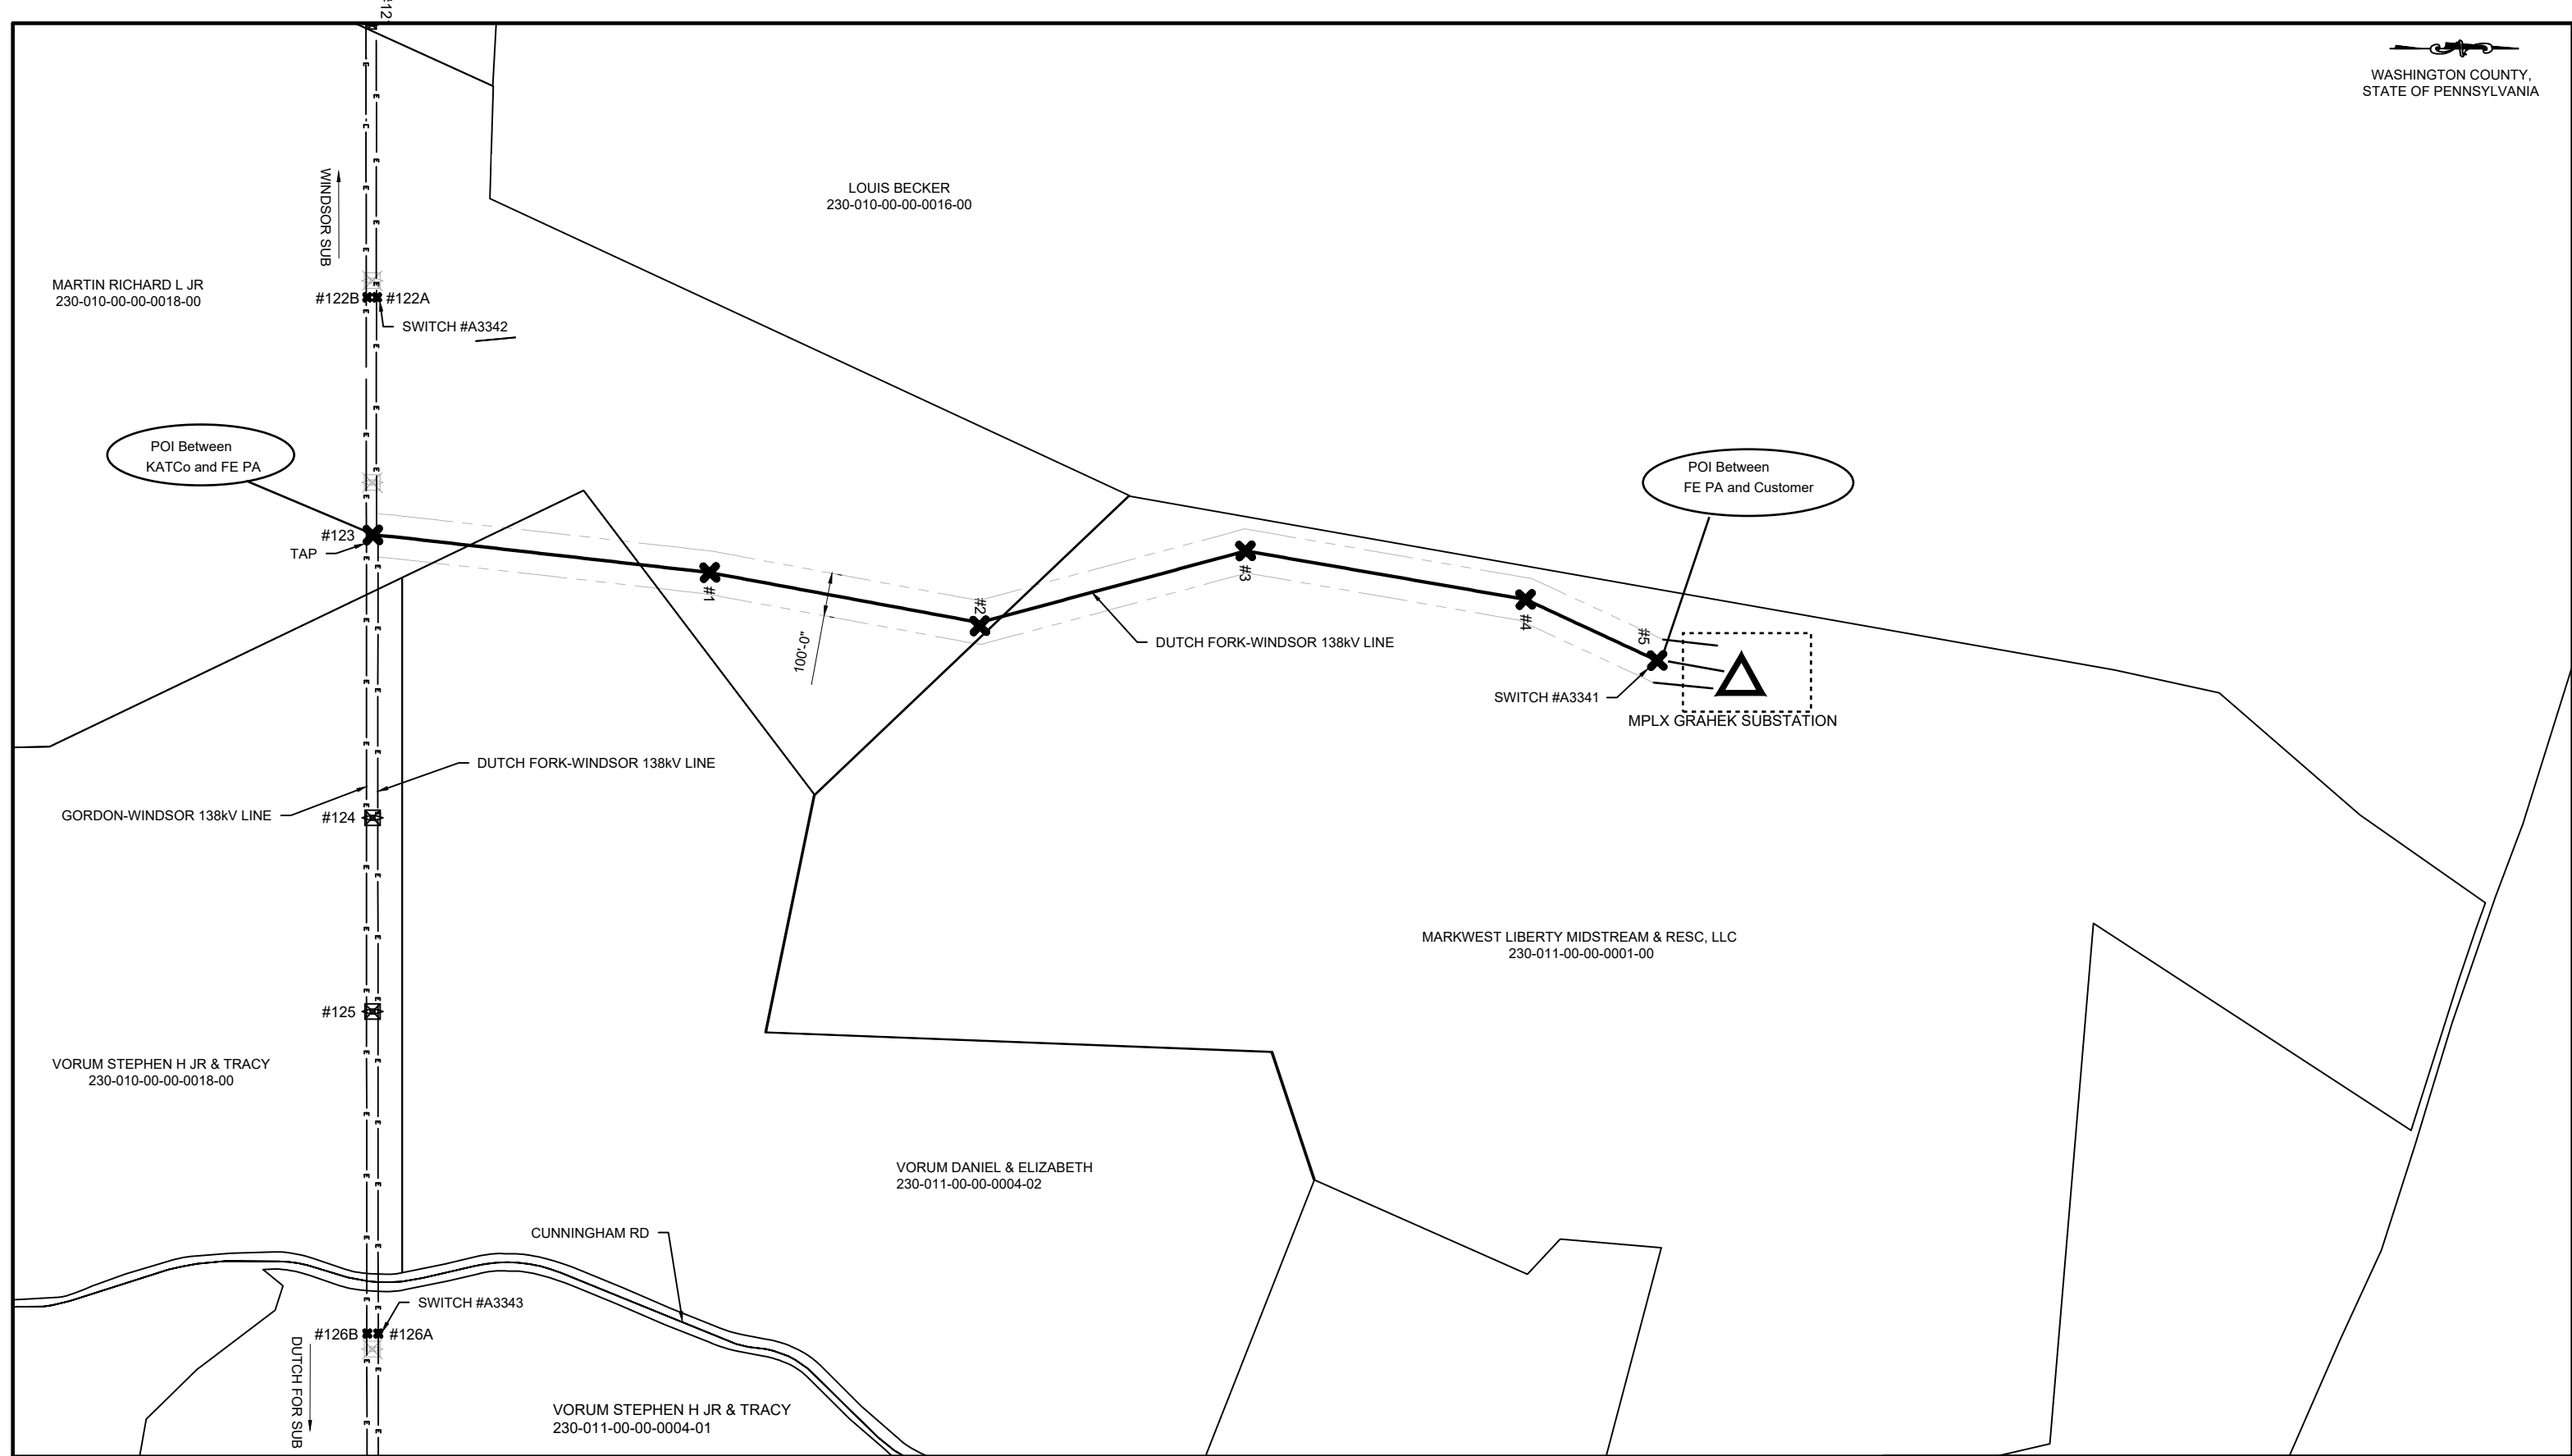 #12
WASHINGTON COUNTY,
STATE OF PENNSYLVANIA
WINDSOR SUB
LOUIS BECKER
230-010-00-00-0016-00
MARTIN RICHARD L JR
230-010-00-00-0018-00
#122B
#122A
SWITCH #A3342
POI Between
KATCo and FE PA
POI Between
FE PA and Customer
#123
TAP
#1
#2
#3
#4
#5
100'-0"
DUTCH FORK-WINDSOR 138kV LINE
SWITCH #A3341
MPLX GRAHEK SUBSTATION
DUTCH FORK-WINDSOR 138kV LINE
GORDON-WINDSOR 138kV LINE
#124
MARKWEST LIBERTY MIDSTREAM & RESC, LLC
230-011-00-00-0001-00
#125
VORUM STEPHEN H JR & TRACY
230-010-00-00-0018-00
VORUM DANIEL & ELIZABETH
230-011-00-00-0004-02
CUNNINGHAM RD
SWITCH #A3343
#126B
#126A
DUTCH FOR SUB
VORUM STEPHEN H JR & TRACY
230-011-00-00-0004-01